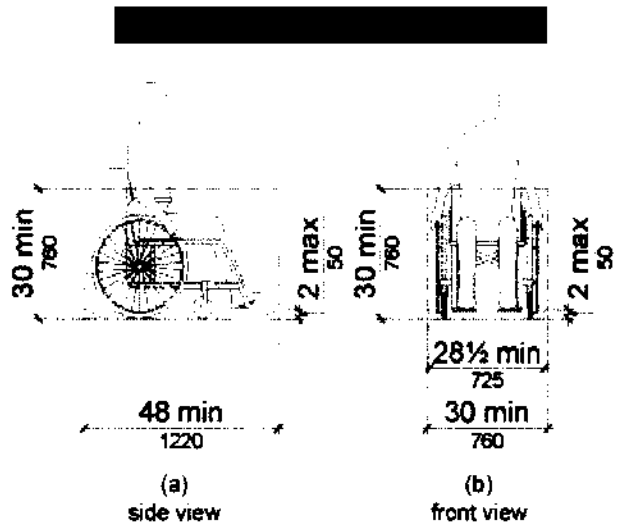 30 min
760
2 max
50
48 min
1220
(a)
side view
30 min
760
2 max
50
28½ min
725
30 min
760
(b)
front view